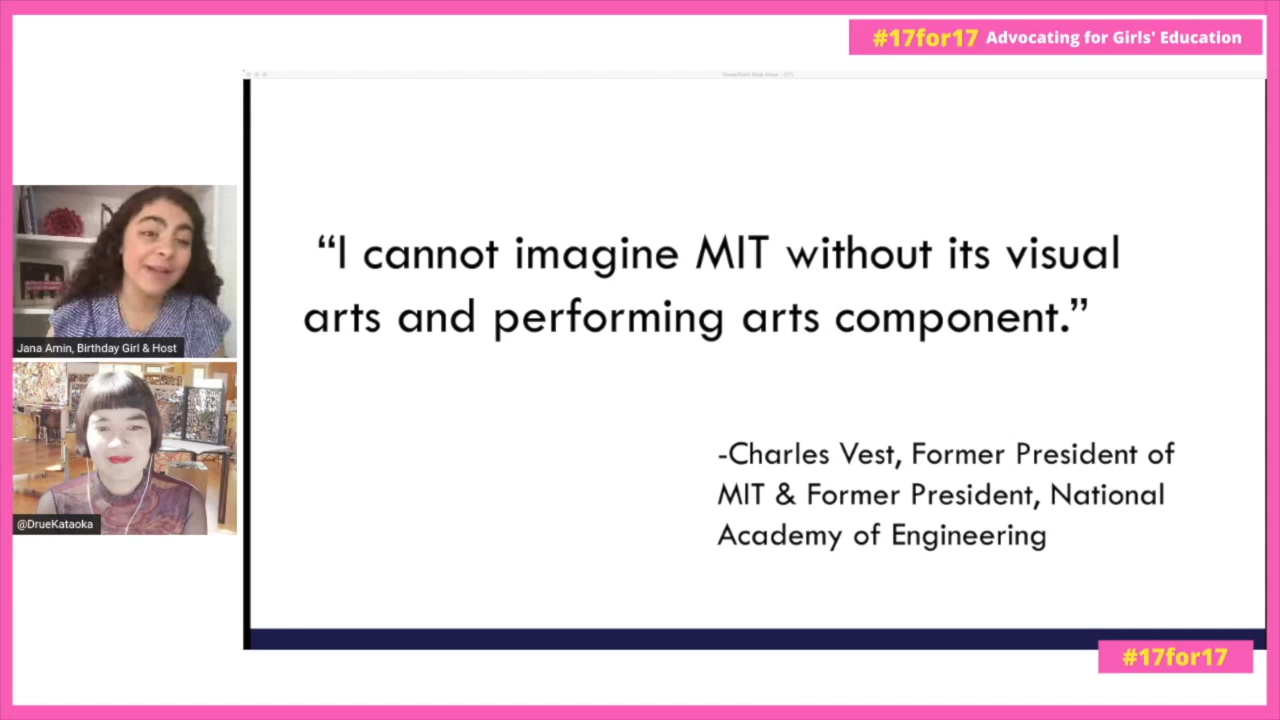 #17for17 Advocating for Girls' Education
“I cannot imagine MIT without its visual
arts and performing arts component.”
-Charles Vest, Former President of
MIT & Former President, National
Academy of Engineering
Jana Amin, Birthday Girl & Host
@DrueKataoka
#17for17